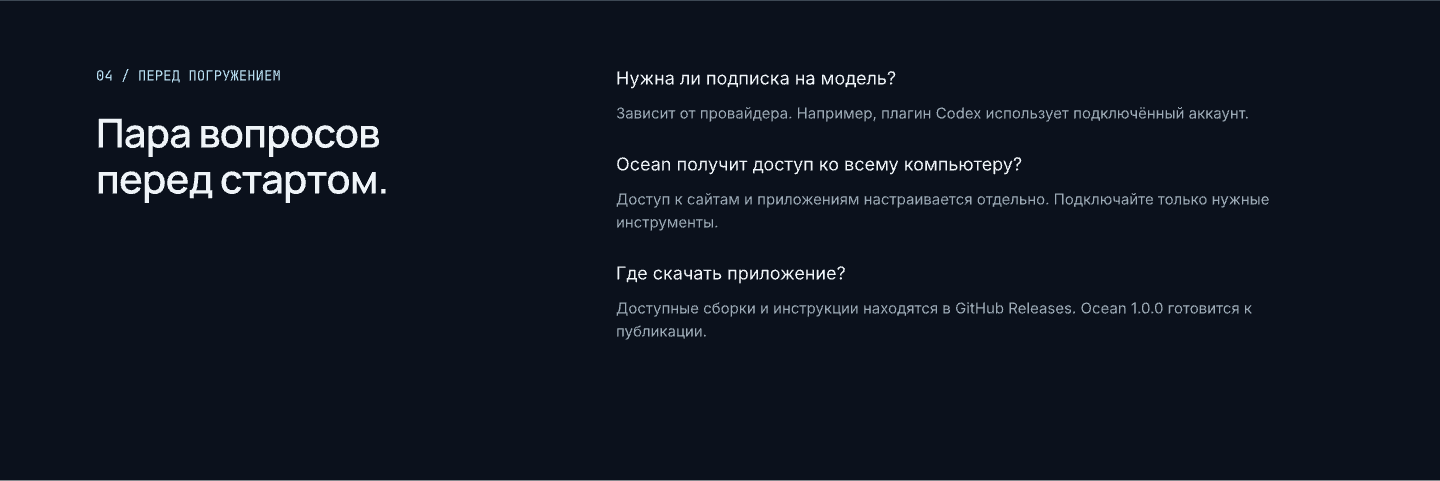 04 / ПЕРЕД ПОГРУЖЕНИЕМ
Пара вопросов
перед стартом.
Нужна ли подписка на модель?
Зависит от провайдера. Например, плагин Codex использует подключённый аккаунт.
Ocean получит доступ ко всему компьютеру?
Доступ к сайтам и приложениям настраивается отдельно. Подключайте только нужные
инструменты.
Где скачать приложение?
Доступные сборки и инструкции находятся в GitHub Releases. Ocean 1.0.0 готовится к
публикации.